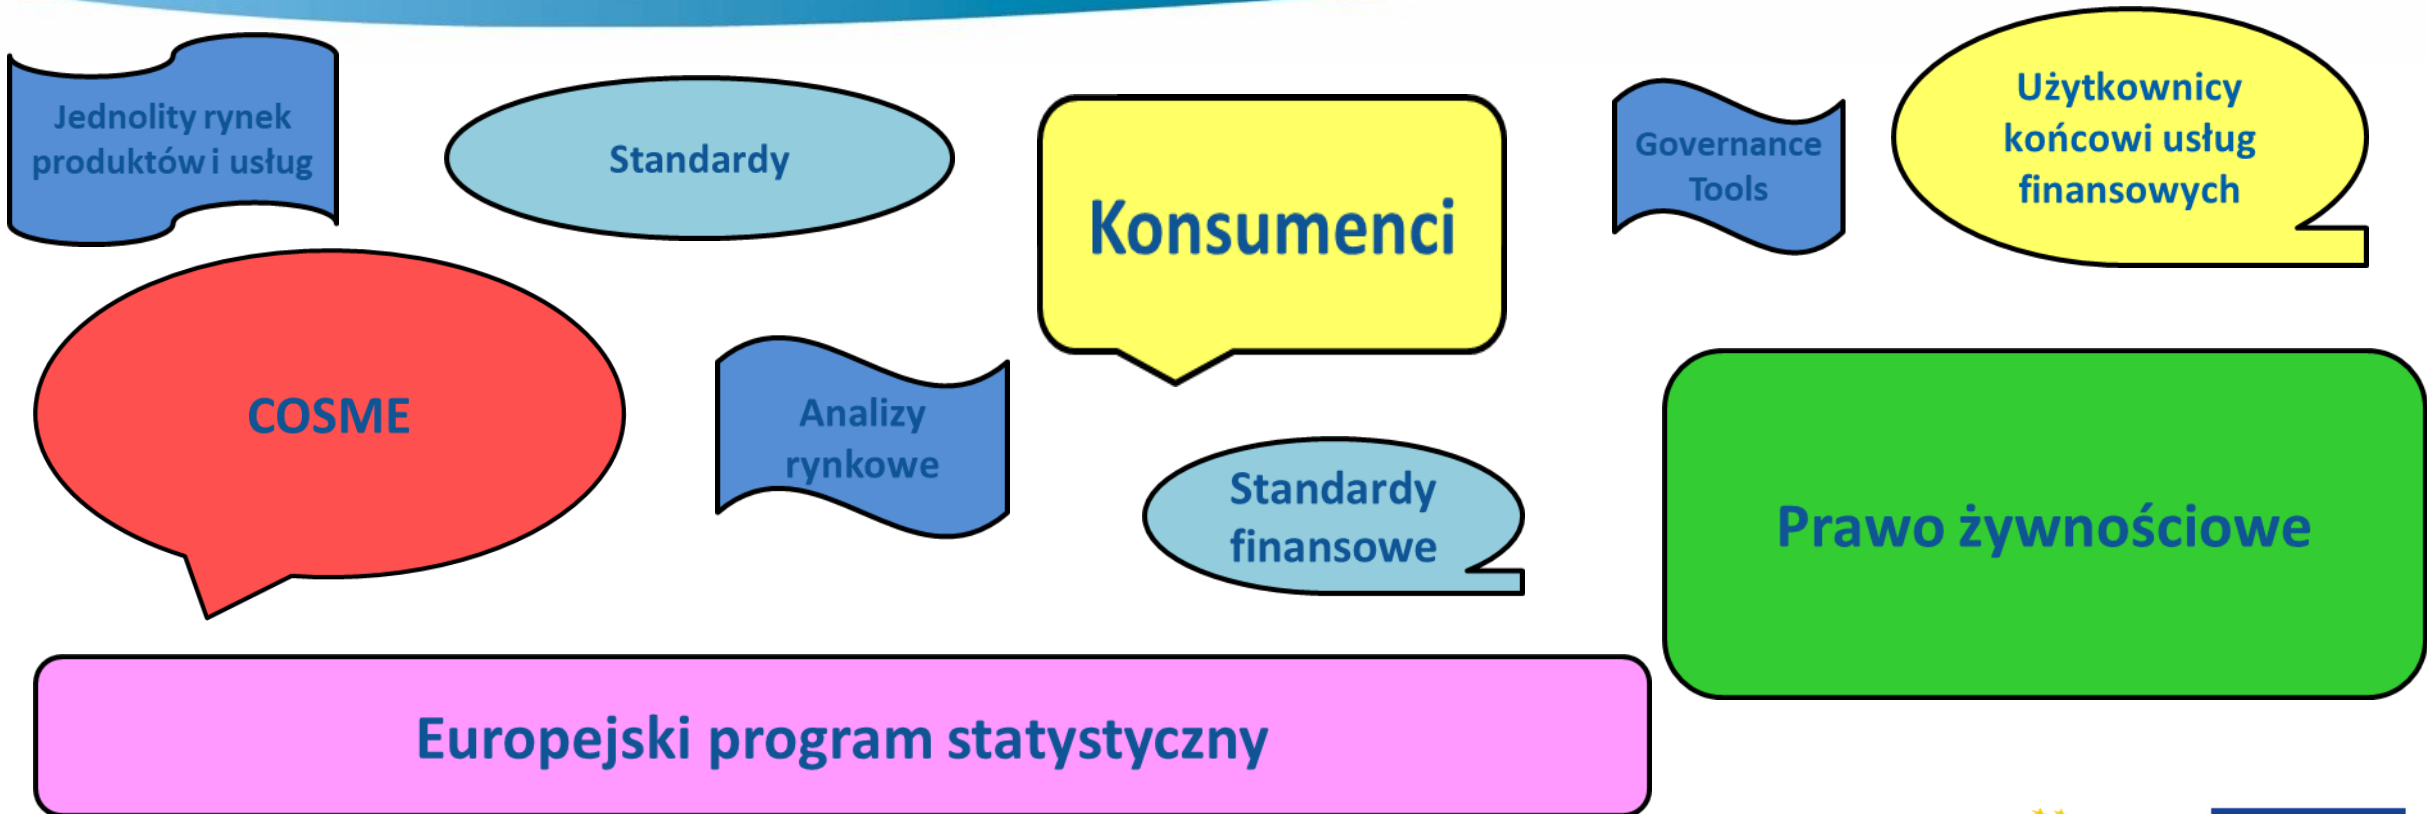 Jednolity rynek
produktów i usług
Standardy
Konsumenci
Governance
Tools
Użytkownicy
końcowi usług
finansowych
COSME
Analizy
rynkowe
Standardy
finansowe
Prawo żywnościowe
Europejski program statystyczny